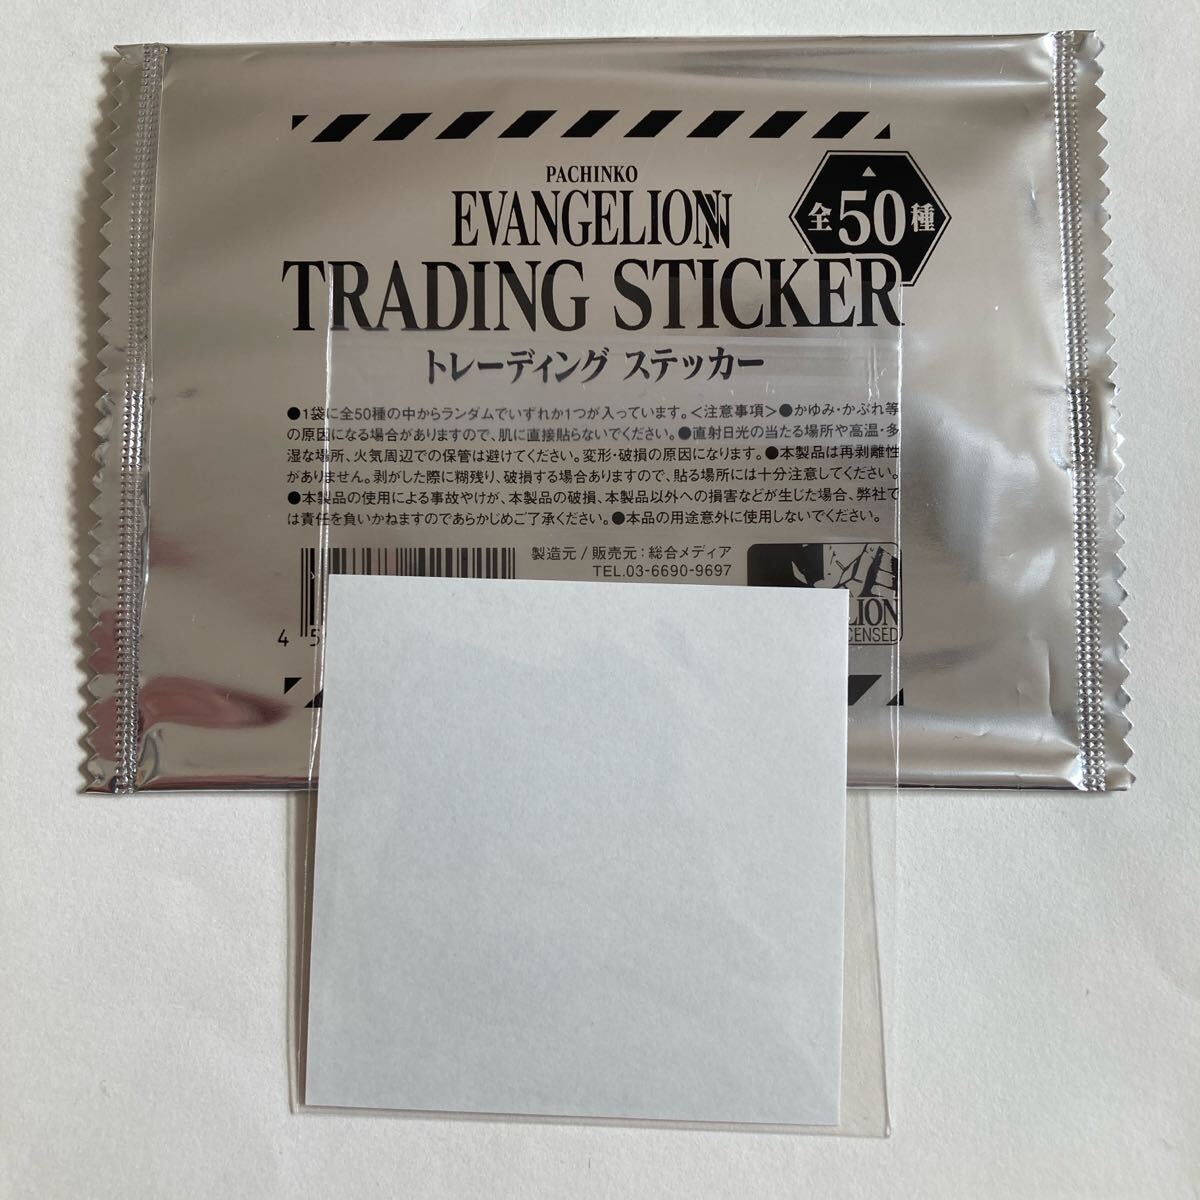 PACHINKO
EVANGELION
全50種
TRADING STICKER
トレーディング ステッカー
●1袋に全50種の中からランダムでいずれか1つが入っています。＜注意事項＞●かゆみ・かぶれ等
の原因になる場合がありますので、肌に直接貼らないでください。●直射日光の当たる場所や高温・多
湿な場所、火気周辺での保管は避けてください。変形・破損の原因になります。●本製品は再剥離性
がありません。剥がした際に糊残り、破損する場合ありますので、貼る場所には十分注意してください。
●本製品の使用による事故やけが、本製品の破損、本製品以外への損害などが生じた場合、弊社で
は責任を負いかねますのであらかじめご了承ください。●本品の用途意外に使用しないでください。
製造元 / 販売元：総合メディア
TEL.03-6690-9697
4 5
LION
CENSED